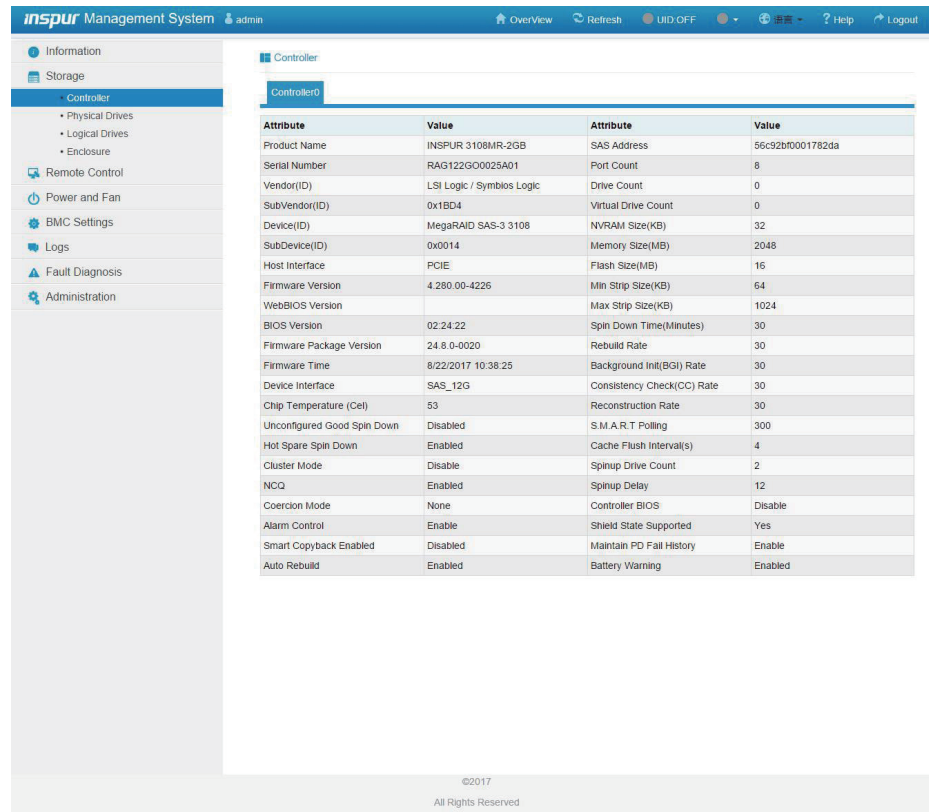 inspur Management System admin OverView Refresh UID:OFF 语言 ? Help Logout
Information
Storage
• Controller
• Physical Drives
• Logical Drives
• Enclosure
Remote Control
Power and Fan
BMC Settings
Logs
Fault Diagnosis
Administration
Controller
Controller0
Attribute Value Attribute Value
Product Name INSPUR 3108MR-2GB SAS Address 56c92bf0001782da
Serial Number RAG122GO0025A01 Port Count 8
Vendor(ID) LSI Logic / Symbios Logic Drive Count 0
SubVendor(ID) 0x1BD4 Virtual Drive Count 0
Device(ID) MegaRAID SAS-3 3108 NVRAM Size(KB) 32
SubDevice(ID) 0x0014 Memory Size(MB) 2048
Host Interface PCIE Flash Size(MB) 16
Firmware Version 4.280.00-4226 Min Strip Size(KB) 64
WebBIOS Version Max Strip Size(KB) 1024
BIOS Version 02:24:22 Spin Down Time(Minutes) 30
Firmware Package Version 24.8.0-0020 Rebuild Rate 30
Firmware Time 8/22/2017 10:38:25 Background Init(BGI) Rate 30
Device Interface SAS_12G Consistency Check(CC) Rate 30
Chip Temperature (Cel) 53 Reconstruction Rate 30
Unconfigured Good Spin Down Disabled S.M.A.R.T Polling 300
Hot Spare Spin Down Enabled Cache Flush Interval(s) 4
Cluster Mode Disable Spinup Drive Count 2
NCQ Enabled Spinup Delay 12
Coercion Mode None Controller BIOS Disable
Alarm Control Enable Shield State Supported Yes
Smart Copyback Enabled Disabled Maintain PD Fail History Enable
Auto Rebuild Enabled Battery Warning Enabled
©2017
All Rights Reserved